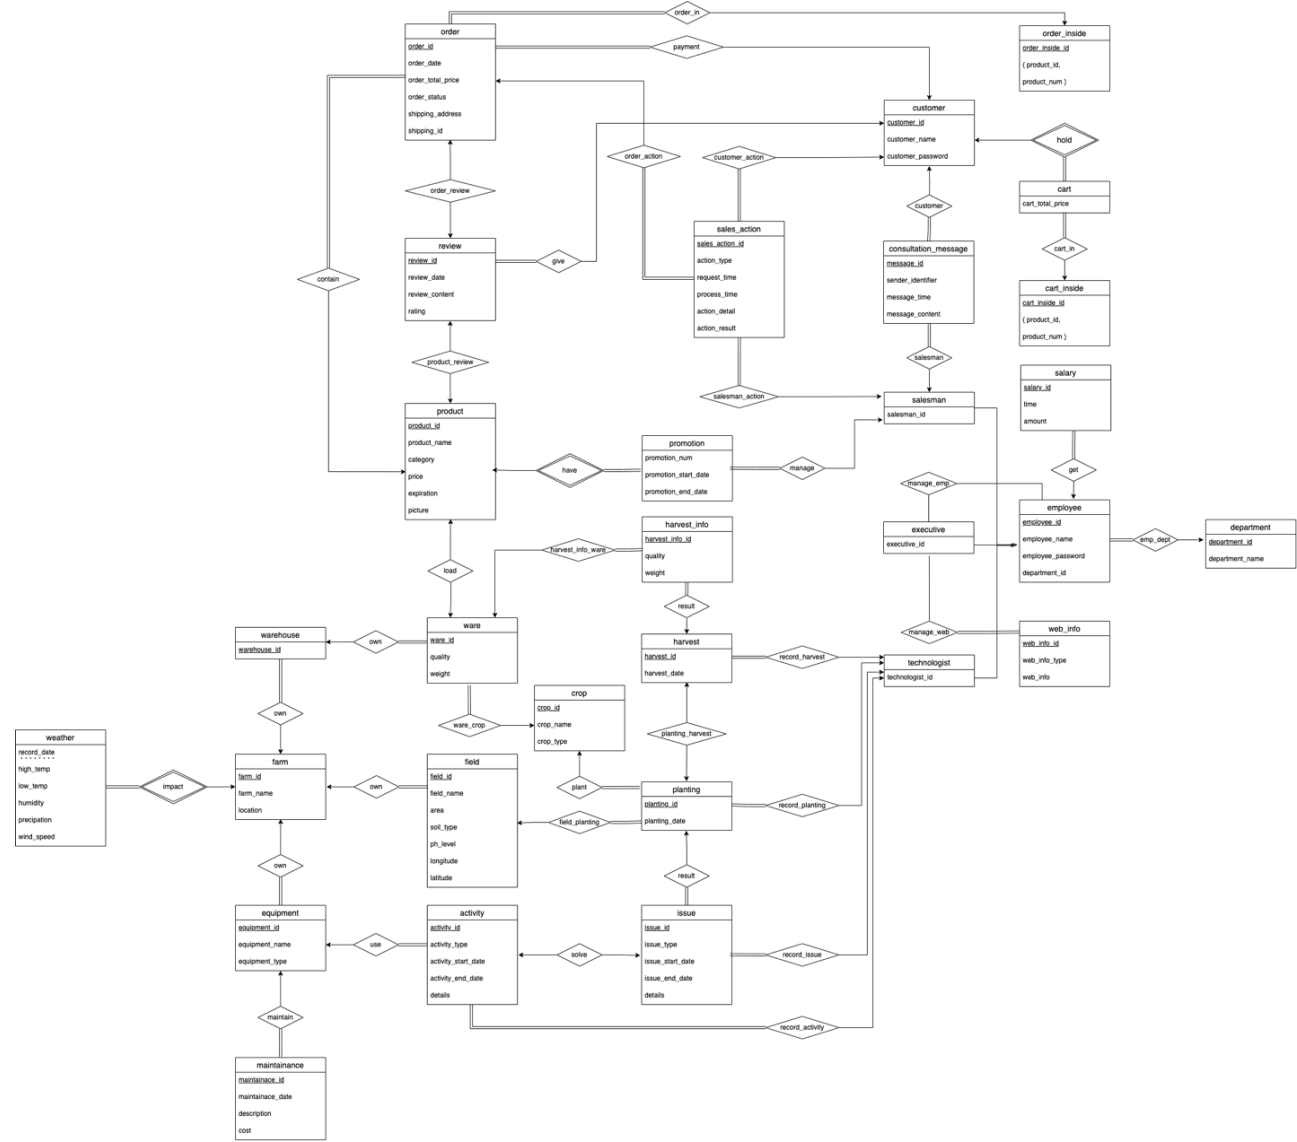 order_in
order
order_id
order_date
order_total_price
order_status
shipping_address
shipping_id
payment
order_inside
order_inside_id
( product_id,
product_num )
customer
customer_id
customer_name
customer_password
hold
order_action
customer_action
order_review
customer
cart
cart_total_price
sales_action
sales_action_id
action_type
request_time
process_time
action_detail
action_result
review
review_id
review_date
review_content
rating
give
consultation_message
message_id
sender_identifier
message_time
message_content
cart_in
contain
cart_inside
cart_inside_id
( product_id,
product_num )
product_review
salesman
salary
salary_id
time
amount
salesman_action
salesman
salesman_id
product
product_id
product_name
category
price
expiration
picture
have
promotion
promotion_num
promotion_start_date
promotion_end_date
manage
get
manage_emp
employee
employee_id
employee_name
employee_password
department_id
executive
executive_id
emp_dept
department
department_id
department_name
harvest_info
harvest_info_id
quality
weight
harvest_info_ware
load
result
ware
ware_id
quality
weight
warehouse
warehouse_id
own
harvest
harvest_id
harvest_date
record_harvest
manage_web
web_info
web_info_id
web_info_type
web_info
technologist
technologist_id
own
ware_crop
crop
crop_id
crop_name
crop_type
planting_harvest
weather
record_date
high_temp
low_temp
humidity
precipation
wind_speed
impact
farm
farm_id
farm_name
location
own
field
field_id
field_name
area
soil_type
ph_level
longitude
latitude
plant
field_planting
planting
planting_id
planting_date
record_planting
own
result
equipment
equipment_id
equipment_name
equipment_type
use
activity
activity_id
activity_type
activity_start_date
activity_end_date
details
solve
issue
issue_id
issue_type
issue_start_date
issue_end_date
details
record_issue
maintain
record_activity
maintainance
maintainace_id
maintainace_date
description
cost